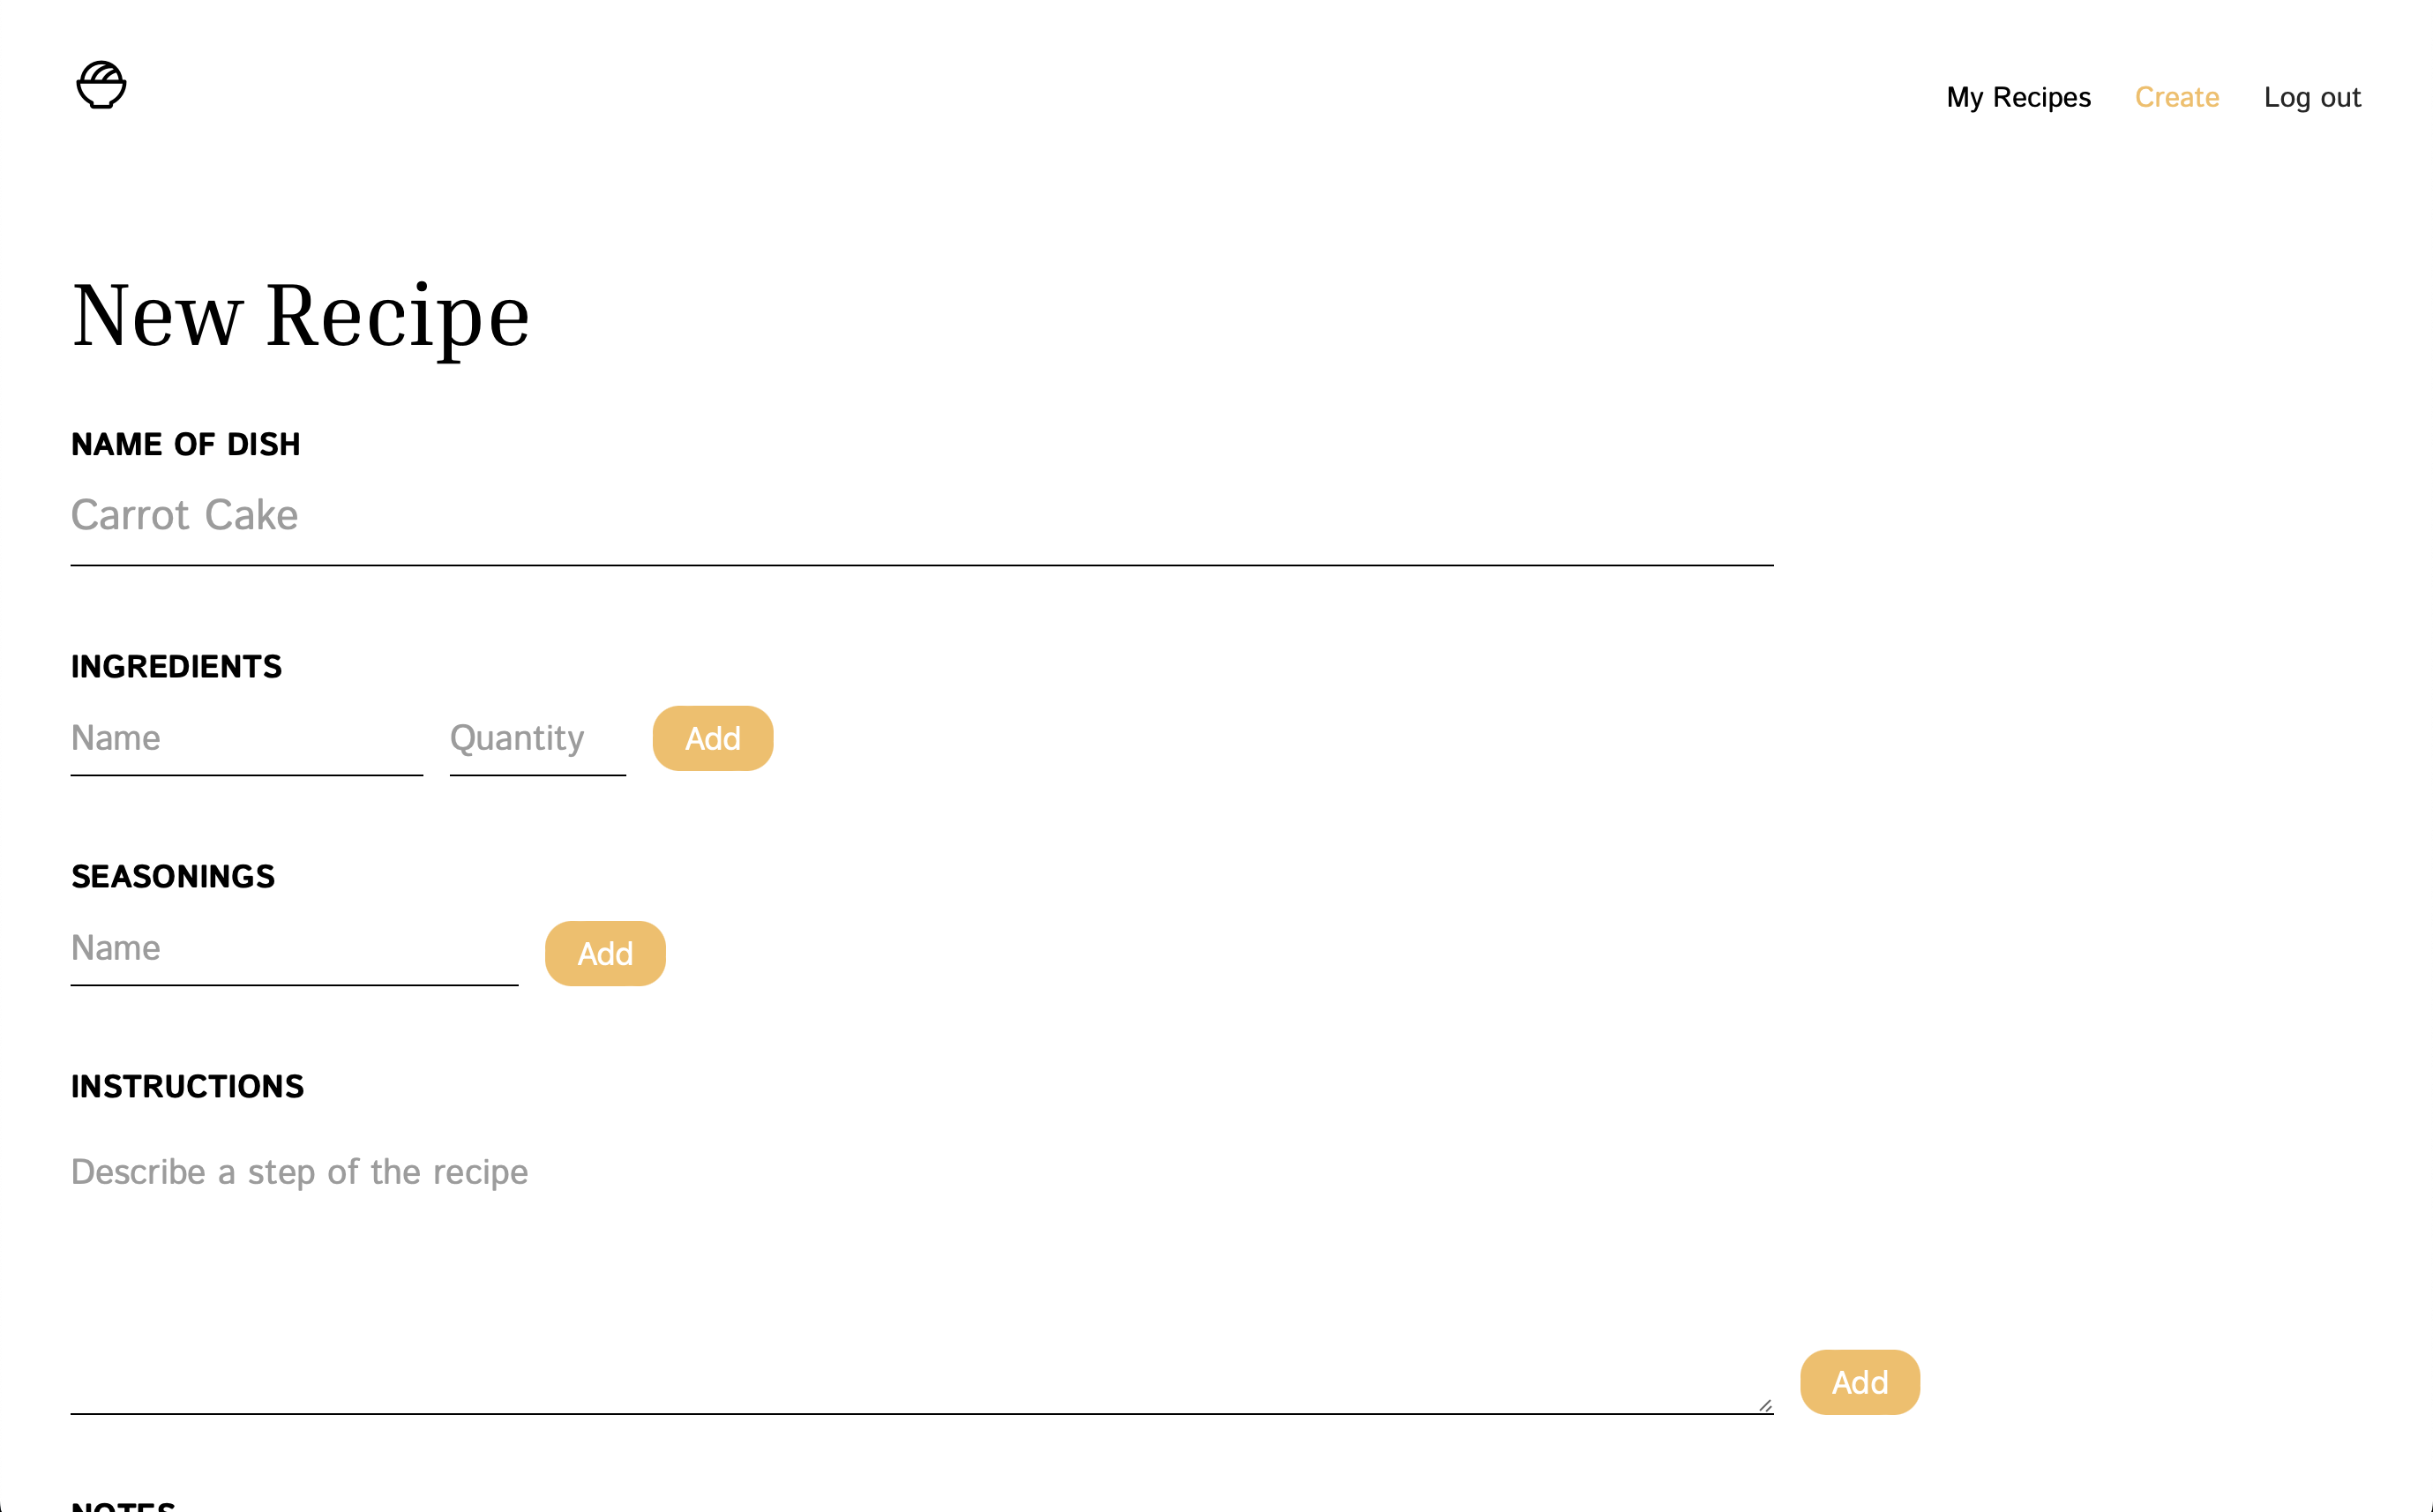 My Recipes Create Log out
New Recipe
NAME OF DISH
Carrot Cake
INGREDIENTS
Name Quantity Add
SEASONINGS
Name Add
INSTRUCTIONS
Describe a step of the recipe
Add
NOTES